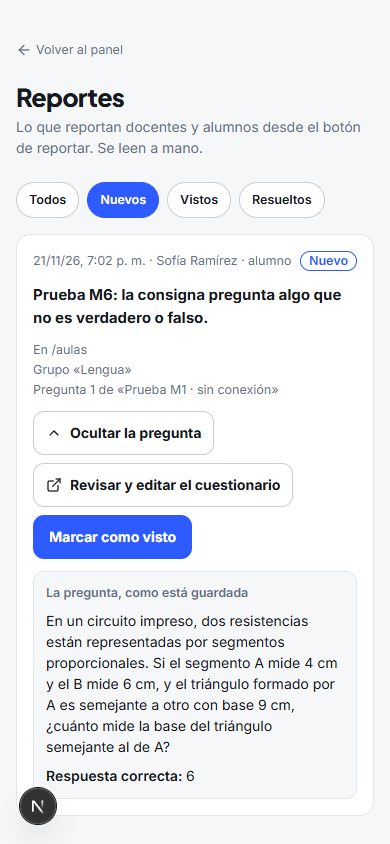 Volver al panel
Reportes
Lo que reportan docentes y alumnos desde el botón
de reportar. Se leen a mano.
Todos
Nuevos
Vistos
Resueltos
21/11/26, 7:02 p. m. · Sofía Ramírez · alumno
Nuevo
Prueba M6: la consigna pregunta algo que
no es verdadero o falso.
En /aulas
Grupo «Lengua»
Pregunta 1 de «Prueba M1 · sin conexión»
Ocultar la pregunta
Revisar y editar el cuestionario
Marcar como visto
La pregunta, como está guardada
En un circuito impreso, dos resistencias
están representadas por segmentos
proporcionales. Si el segmento A mide 4 cm
y el B mide 6 cm, y el triángulo formado por
A es semejante a otro con base 9 cm,
¿cuánto mide la base del triángulo
semejante al de A?
Respuesta correcta: 6
N